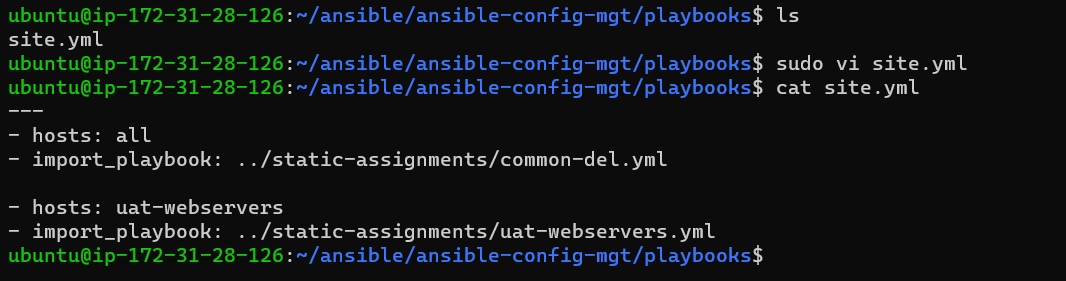 ubuntu@ip-172-31-28-126:~/ansible/ansible-config-mgt/playbooks$ ls
site.yml
ubuntu@ip-172-31-28-126:~/ansible/ansible-config-mgt/playbooks$ sudo vi site.yml
ubuntu@ip-172-31-28-126:~/ansible/ansible-config-mgt/playbooks$ cat site.yml
---
- hosts: all
- import_playbook: ../static-assignments/common-del.yml

- hosts: uat-webservers
- import_playbook: ../static-assignments/uat-webservers.yml
ubuntu@ip-172-31-28-126:~/ansible/ansible-config-mgt/playbooks$